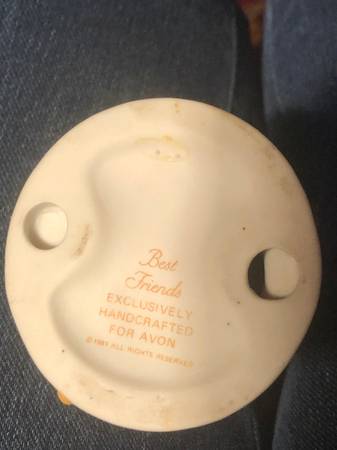 Best
Friends
EXCLUSIVELY
HANDCRAFTED
FOR AVON
© 1981 ALL RIGHTS RESERVED